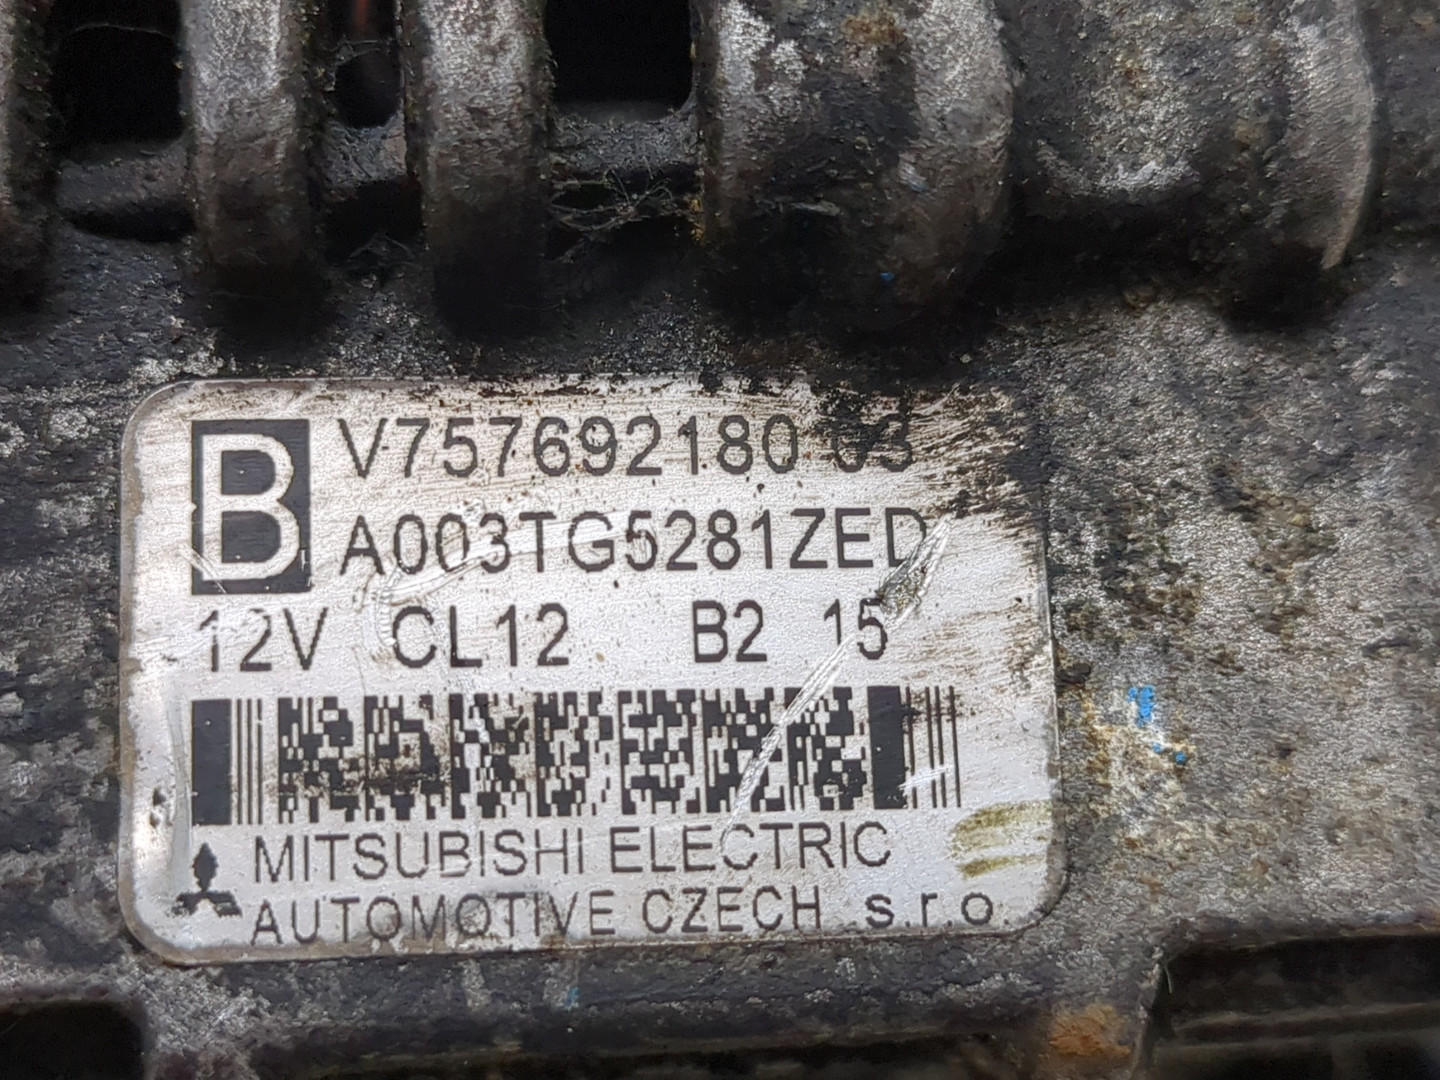 B
V757692180 03
A003TG5281ZED
12V CL12 B2 15
MITSUBISHI ELECTRIC
AUTOMOTIVE CZECH s.r.o.